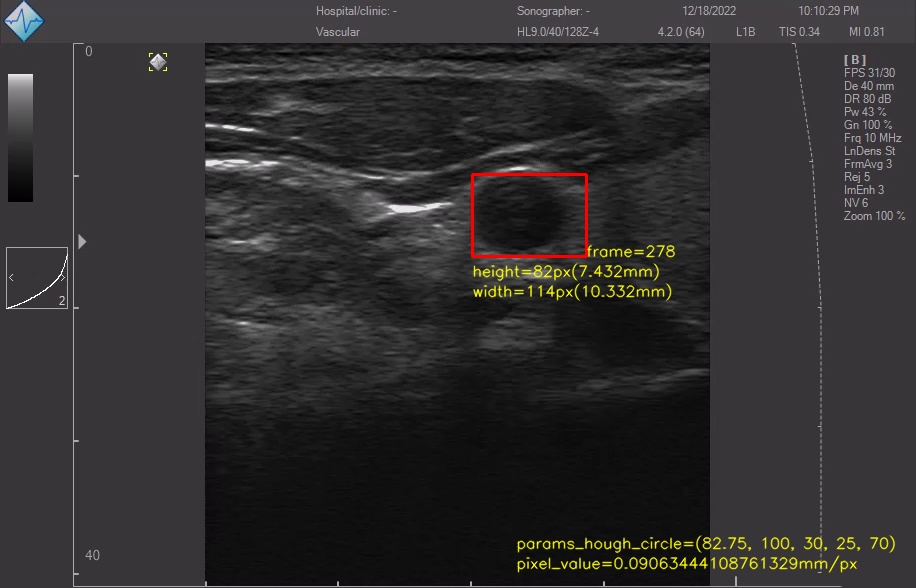 Hospital/clinic: - Sonographer: - 12/18/2022 10:10:29 PM
Vascular HL9.0/40/128Z-4 4.2.0 (64) L1B TIS 0.34 MI 0.81
0
[ B ]
FPS 31/30
De 40 mm
DR 80 dB
Pw 43 %
Gn 100 %
Frq 10 MHz
LnDens St
FrmAvg 3
Rej 5
ImEnh 3
NV 6
Zoom 100 %
frame=278
height=82px(7.432mm)
width=114px(10.332mm)
2
40
params_hough_circle=(82.75, 100, 30, 25, 70)
pixel_value=0.09063444108761329mm/px